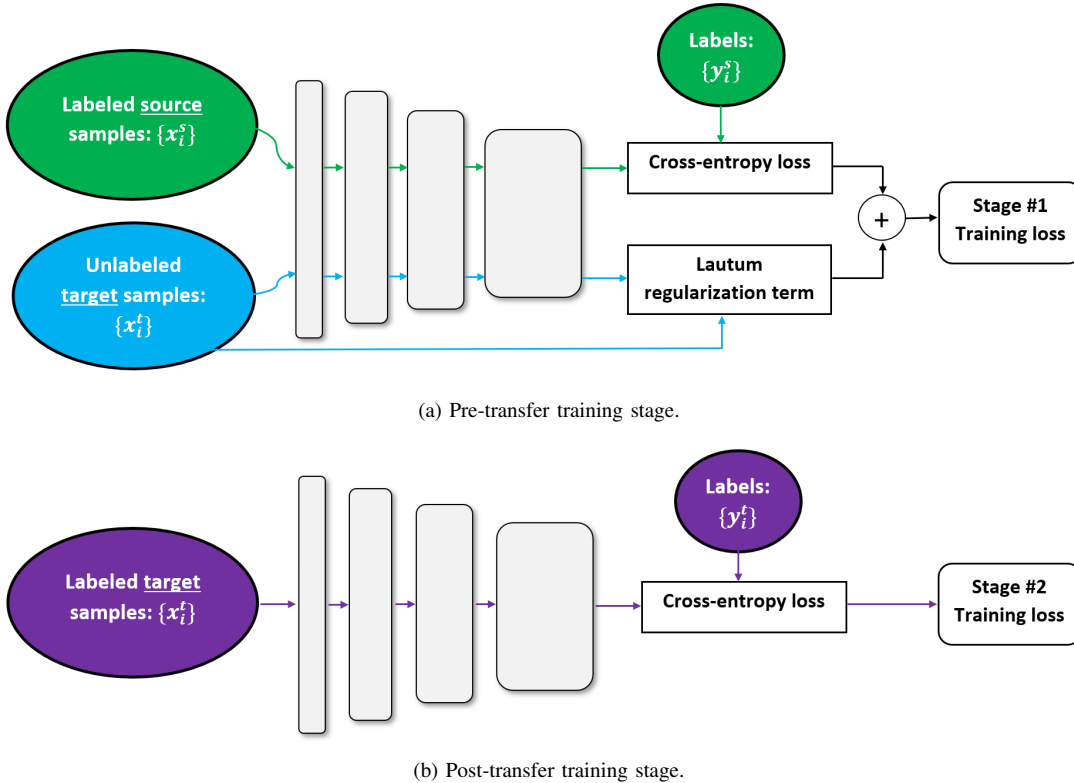 Labels:
{y_i^s}
Labeled source
samples: {x_i^s}
Cross-entropy loss
+
Stage #1
Training loss
Unlabeled
target samples:
{x_i^t}
Lautum
regularization term
(a) Pre-transfer training stage.
Labels:
{y_i^t}
Labeled target
samples: {x_i^t}
Cross-entropy loss
Stage #2
Training loss
(b) Post-transfer training stage.